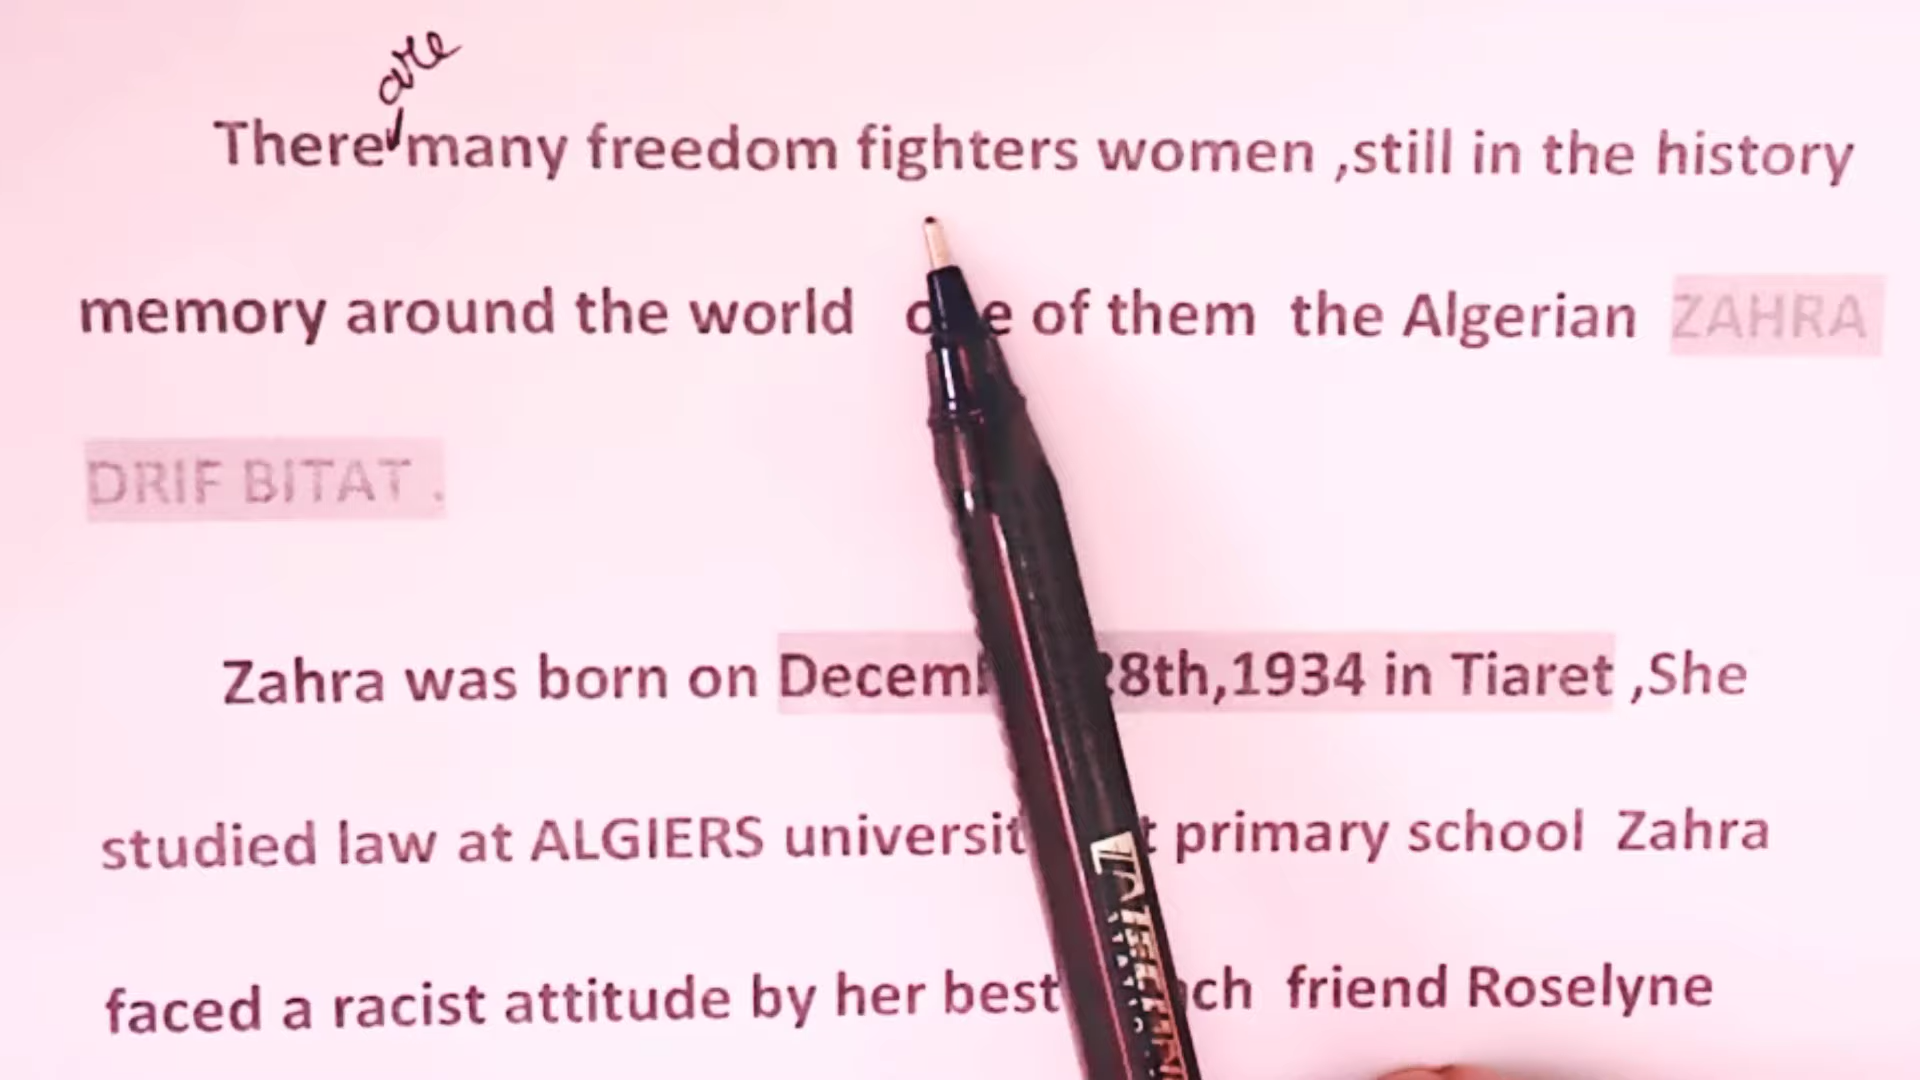 are
There many freedom fighters women ,still in the history
memory around the world one of them the Algerian ZAHRA
DRIF BITAT .
Zahra was born on 28th,1934 in Tiaret ,She
studied law at ALGIERS primary school Zahra
faced a racist attitude by her best friend Roselyne